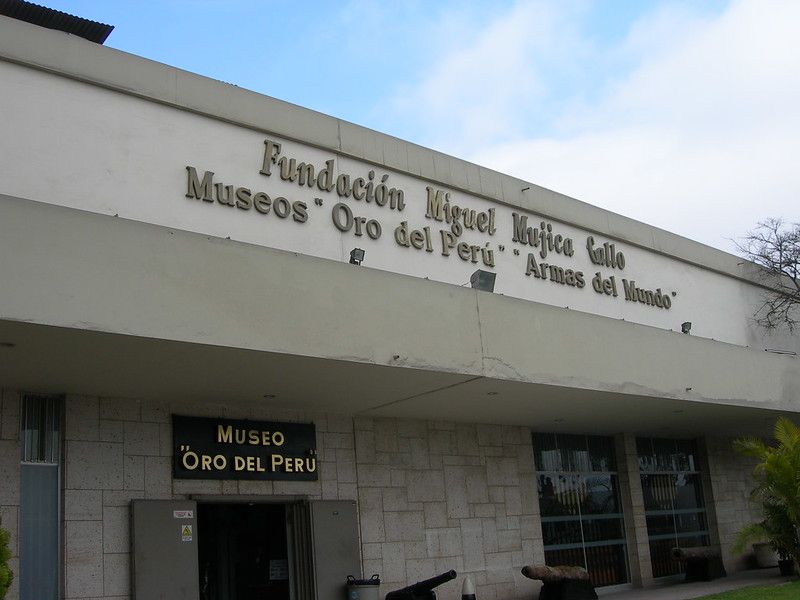 Fundación Miguel Mujica Gallo
Museos "Oro del Perú" "Armas del Mundo"
MUSEO
"ORO DEL PERÚ"